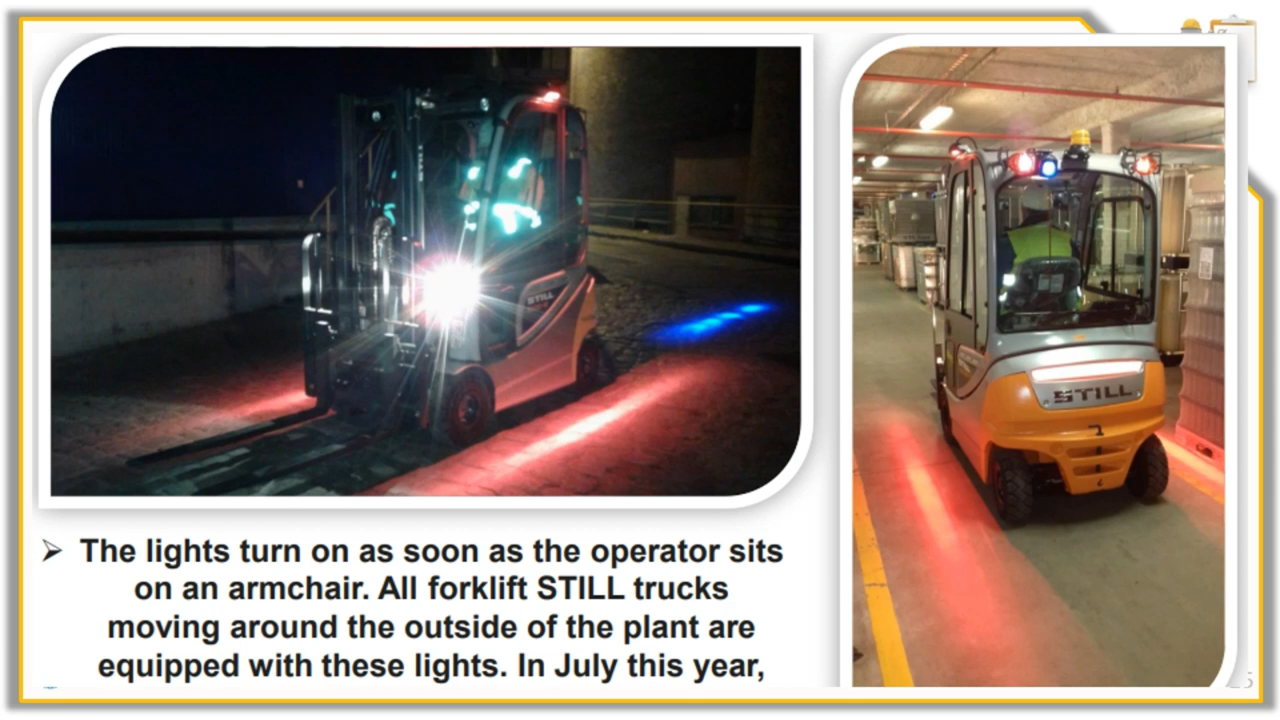 STILL
STILL
STILL
➢ The lights turn on as soon as the operator sits
on an armchair. All forklift STILL trucks
moving around the outside of the plant are
equipped with these lights. In July this year,